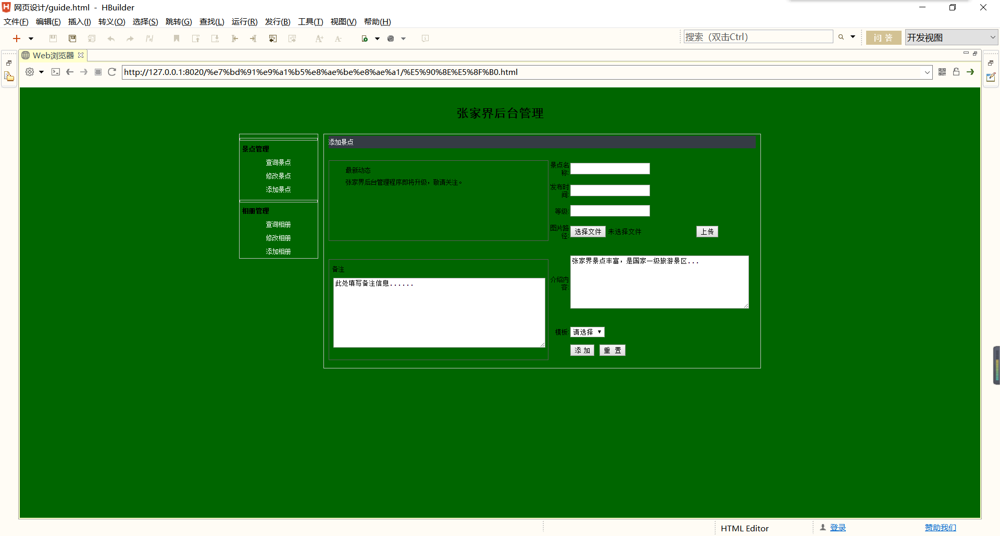 网页设计/guide.html - HBuilder
文件(F) 编辑(E) 插入(I) 转义(O) 选择(S) 跳转(G) 查找(L) 运行(R) 发行(B) 工具(T) 视图(V) 帮助(H)
搜索（双击Ctrl） 问 答 开发视图
Web浏览器
http://127.0.0.1:8020/%e7%bd%91%e9%a1%b5%e8%ae%be%e8%ae%a1/%E5%90%8E%E5%8F%B0.html
张家界后台管理
景点管理
查询景点
修改景点
添加景点
相册管理
查询相册
修改相册
添加相册
添加景点
最新动态
张家界后台管理程序即将升级，敬请关注。
备注
此处填写备注信息......
景点名
称:
发布时
间:
等级:
图片路
径:
选择文件 未选择文件 上传
介绍内
容:
张家界景点丰富，是国家一级旅游景区...
模板: 请选择
添 加 重 置
HTML Editor 登录 赞助我们